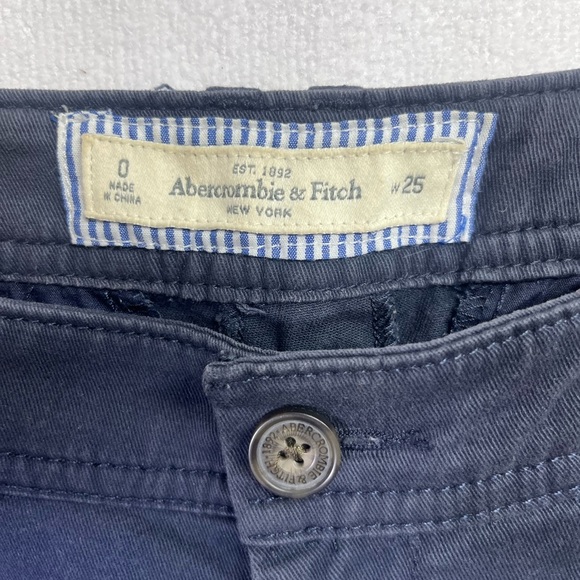 0
MADE
IN CHINA
EST. 1892
Abercrombie & Fitch
NEW YORK
W 25
ABERCROMBIE & FITCH
1892